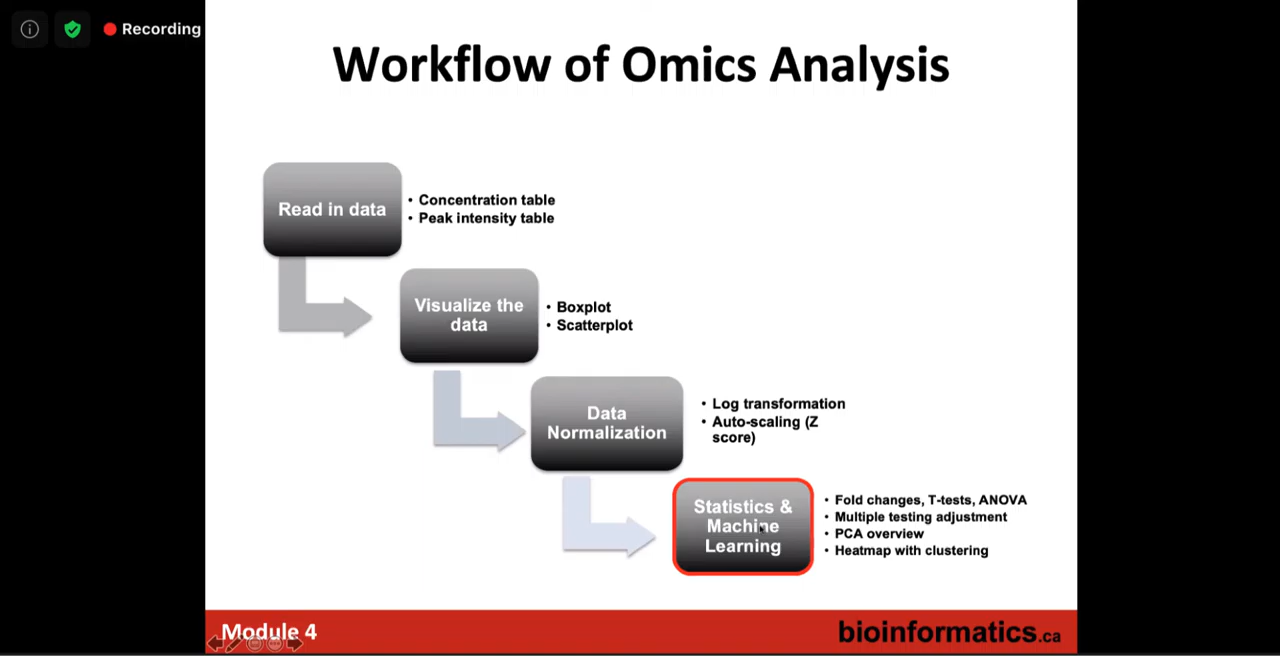 Recording
Workflow of Omics Analysis
Read in data
• Concentration table
• Peak intensity table
Visualize the
data
• Boxplot
• Scatterplot
Data
Normalization
• Log transformation
• Auto-scaling (Z
score)
Statistics &
Machine
Learning
• Fold changes, T-tests, ANOVA
• Multiple testing adjustment
• PCA overview
• Heatmap with clustering
Module 4
bioinformatics.ca